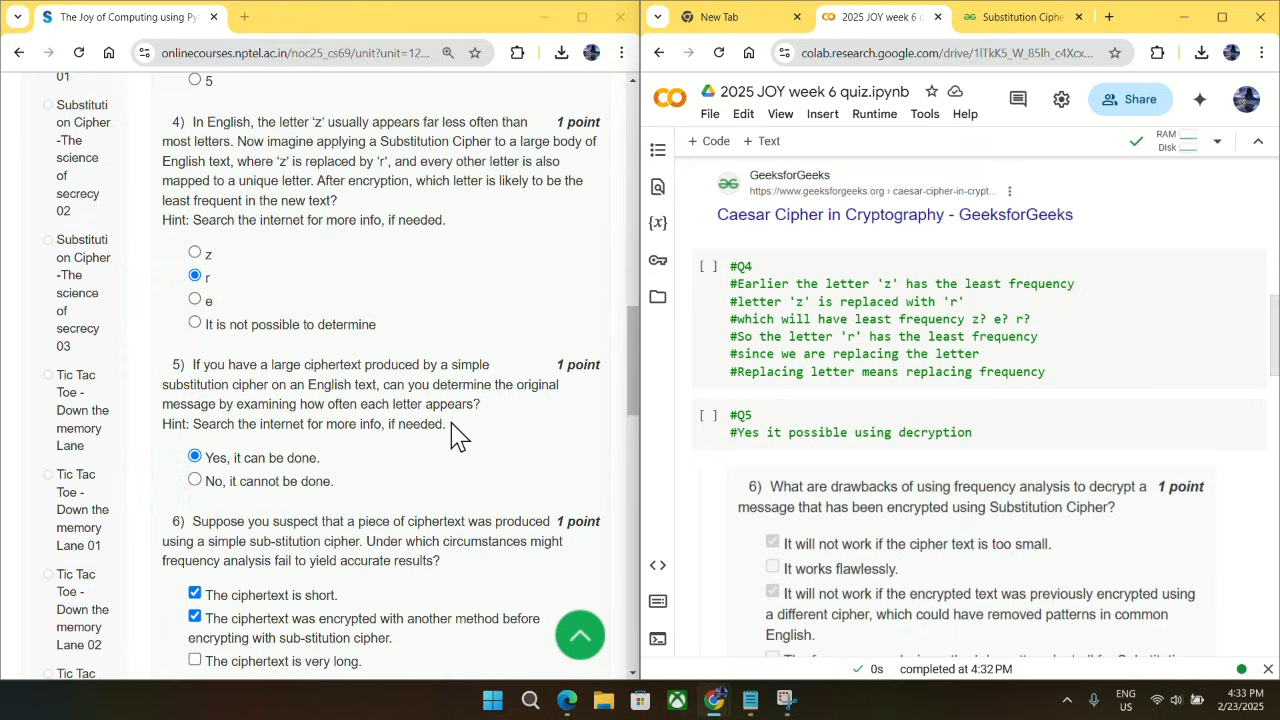 The Joy of Computing using Py
onlinecourses.nptel.ac.in/noc25_cs69/unit?unit=12...
01
Substituti
on Cipher
-The
science
of
secrecy
02
Substituti
on Cipher
-The
science
of
secrecy
03
Tic Tac
Toe -
Down the
memory
Lane
Tic Tac
Toe -
Down the
memory
Lane 01
Tic Tac
Toe -
Down the
memory
Lane 02
Tic Tac
5
4) In English, the letter ‘z’ usually appears far less often than 1 point
most letters. Now imagine applying a Substitution Cipher to a large body of
English text, where ‘z’ is replaced by ‘r’, and every other letter is also
mapped to a unique letter. After encryption, which letter is likely to be the
least frequent in the new text?
Hint: Search the internet for more info, if needed.
z
r
e
It is not possible to determine
5) If you have a large ciphertext produced by a simple 1 point
substitution cipher on an English text, can you determine the original
message by examining how often each letter appears?
Hint: Search the internet for more info, if needed.
Yes, it can be done.
No, it cannot be done.
6) Suppose you suspect that a piece of ciphertext was produced 1 point
using a simple sub-stitution cipher. Under which circumstances might
frequency analysis fail to yield accurate results?
The ciphertext is short.
The ciphertext was encrypted with another method before
encrypting with sub-stitution cipher.
The ciphertext is very long.
New Tab
2025 JOY week 6 q
Substitution Ciphe
colab.research.google.com/drive/1lTkK5_W_85lh_c4Xcx...
2025 JOY week 6 quiz.ipynb
Share
File Edit View Insert Runtime Tools Help
+ Code + Text
RAM
Disk
GeeksforGeeks
https://www.geeksforgeeks.org › caesar-cipher-in-crypt...
Caesar Cipher in Cryptography - GeeksforGeeks
[ ] #Q4
#Earlier the letter 'z' has the least frequency
#letter 'z' is replaced with 'r'
#which will have least frequency z? e? r?
#So the letter 'r' has the least frequency
#since we are replacing the letter
#Replacing letter means replacing frequency
[ ] #Q5
#Yes it possible using decryption
6) What are drawbacks of using frequency analysis to decrypt a 1 point
message that has been encrypted using Substitution Cipher?
It will not work if the cipher text is too small.
It works flawlessly.
It will not work if the encrypted text was previously encrypted using
a different cipher, which could have removed patterns in common
English.
0s completed at 4:32 PM
ENG
US
4:33 PM
2/23/2025